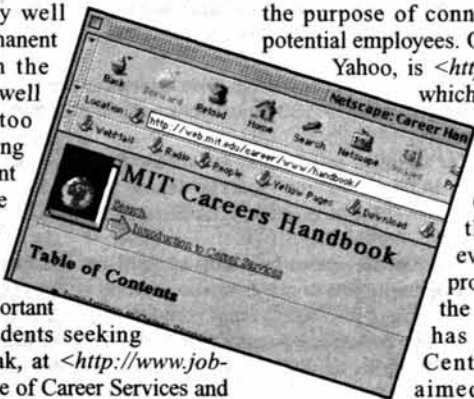 y well
manent
the
well
too
ing
nt
e
ortant
dents seeking
ak, at <http://www.job-
e of Career Services and
the purpose of conn
potential employees.
Yahoo, is <htt
which
th
ev
pro
the
has
Cent
aimed
Netscape: Career Han
Back
Forward
Reload
Home
Search
Netscape
Location:
http://web.mit.edu/career/www/handbook/
WebMail
Radio
People
Yellow Pages
Download
MIT Careers Handbook
Search
Introduction to Career Services
Table of Contents